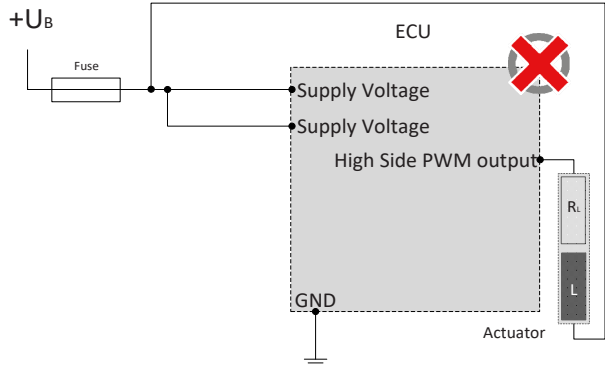 +UB
Fuse
ECU
Supply Voltage
Supply Voltage
High Side PWM output
RL
L
GND
Actuator